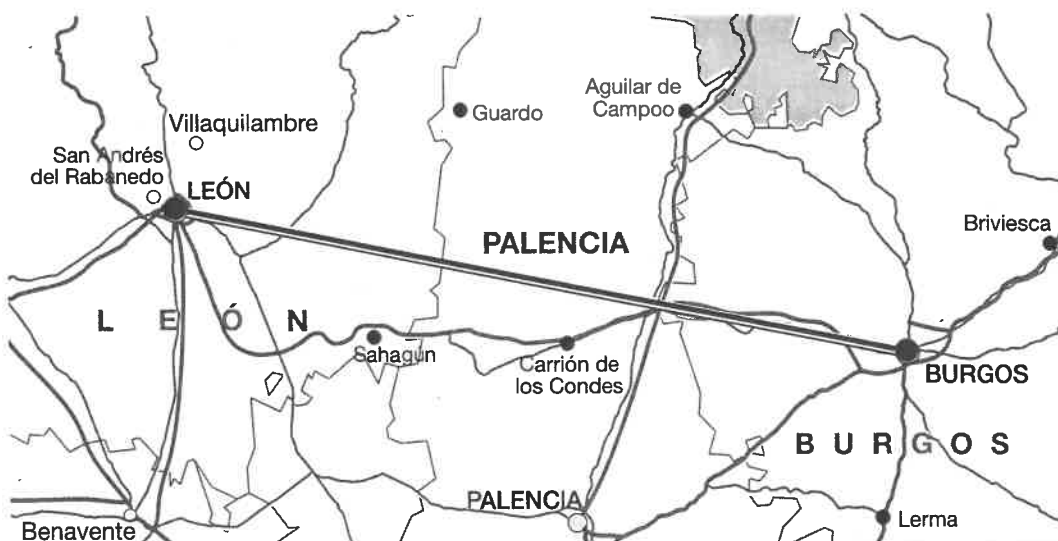 Aguilar de
Campoo
Guardo
Villaquilambre
San Andrés
del Rabanedo
LEÓN
Briviesca
PALENCIA
L E Ó N
Sahagún
Carrión de
los Condes
BURGOS
B U R G O S
PALENCIA
Benavente
Lerma